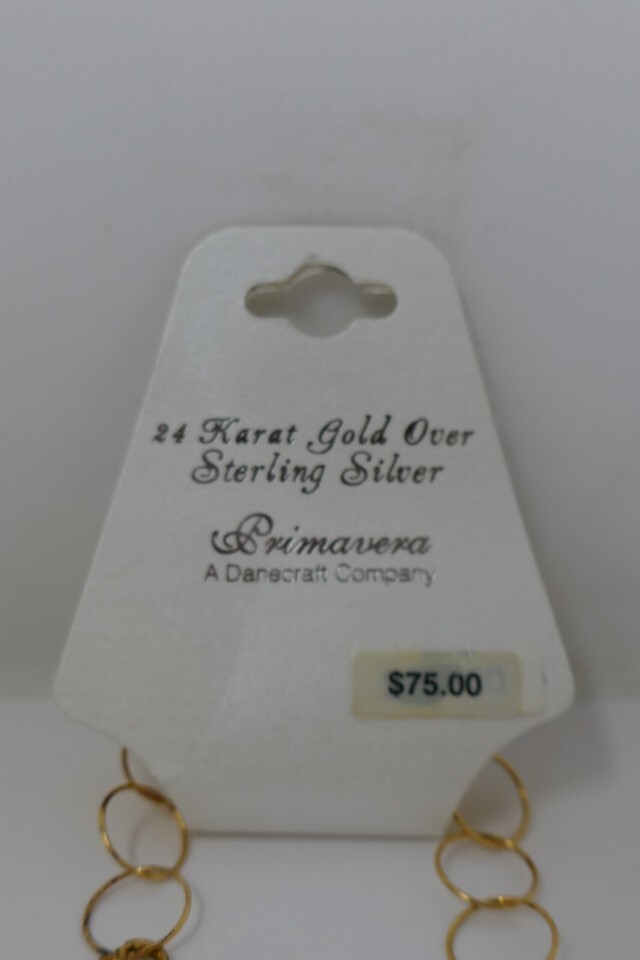 24 Karat Gold Over
Sterling Silver
Primavera
A Danecraft Company
$75.00